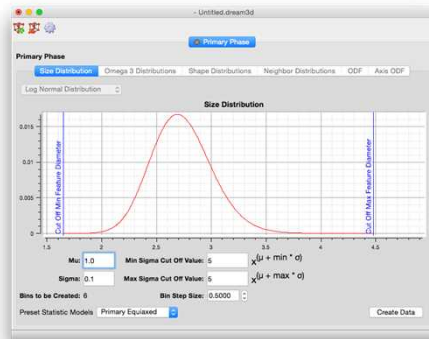 - Untitled.dream3d
Primary Phase
Primary Phase
Size Distribution Omega 3 Distributions Shape Distributions Neighbor Distributions ODF Axis ODF
Log Normal Distribution
Size Distribution
0.015
0.01
0.005
0
Cut Off Min Feature Diameter
Cut Off Max Feature Diameter
1.5 2 2.5 3 3.5 4 4.5
Mu: 1.0 Min Sigma Cut Off Value: 5 X(μ + min * σ)
Sigma: 0.1 Max Sigma Cut Off Value: 5 X(μ + max * σ)
Bins to be Created: 6 Bin Step Size: 0.5000
Preset Statistic Models Primary Equiaxed Create Data